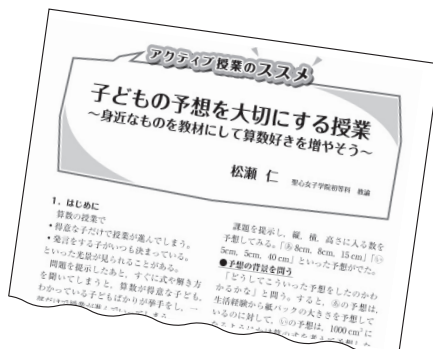 アクティブ授業のススメ
子どもの予想を大切にする授業
～身近なものを教材にして算数好きを増やそう～
松瀬 仁 聖心女子学院初等科 教諭
1. はじめに
算数の授業で
・得意な子だけで授業が進んでしまう。
・発言をする子がいつも決まっている。
といった光景が見られることがある。
問題を提示したあと、すぐに式や解き方
を聞いてしまうと、算数が得意な子ども、
わかっている子どもばかりが挙手をし、一
課題を提示し、縦、横、高さに入る数を
予想してみる。「あ 8cm, 8cm, 15cm」「い
5cm, 5cm, 40cm」といった予想がでた。
●予想の背景を問う
「どうしてこういった予想をしたのかわ
かるかな」と問う。すると、あの予想は、
生活経験から紙パックの大きさを予想して
いるのに対して、いの予想は、1000cm³に